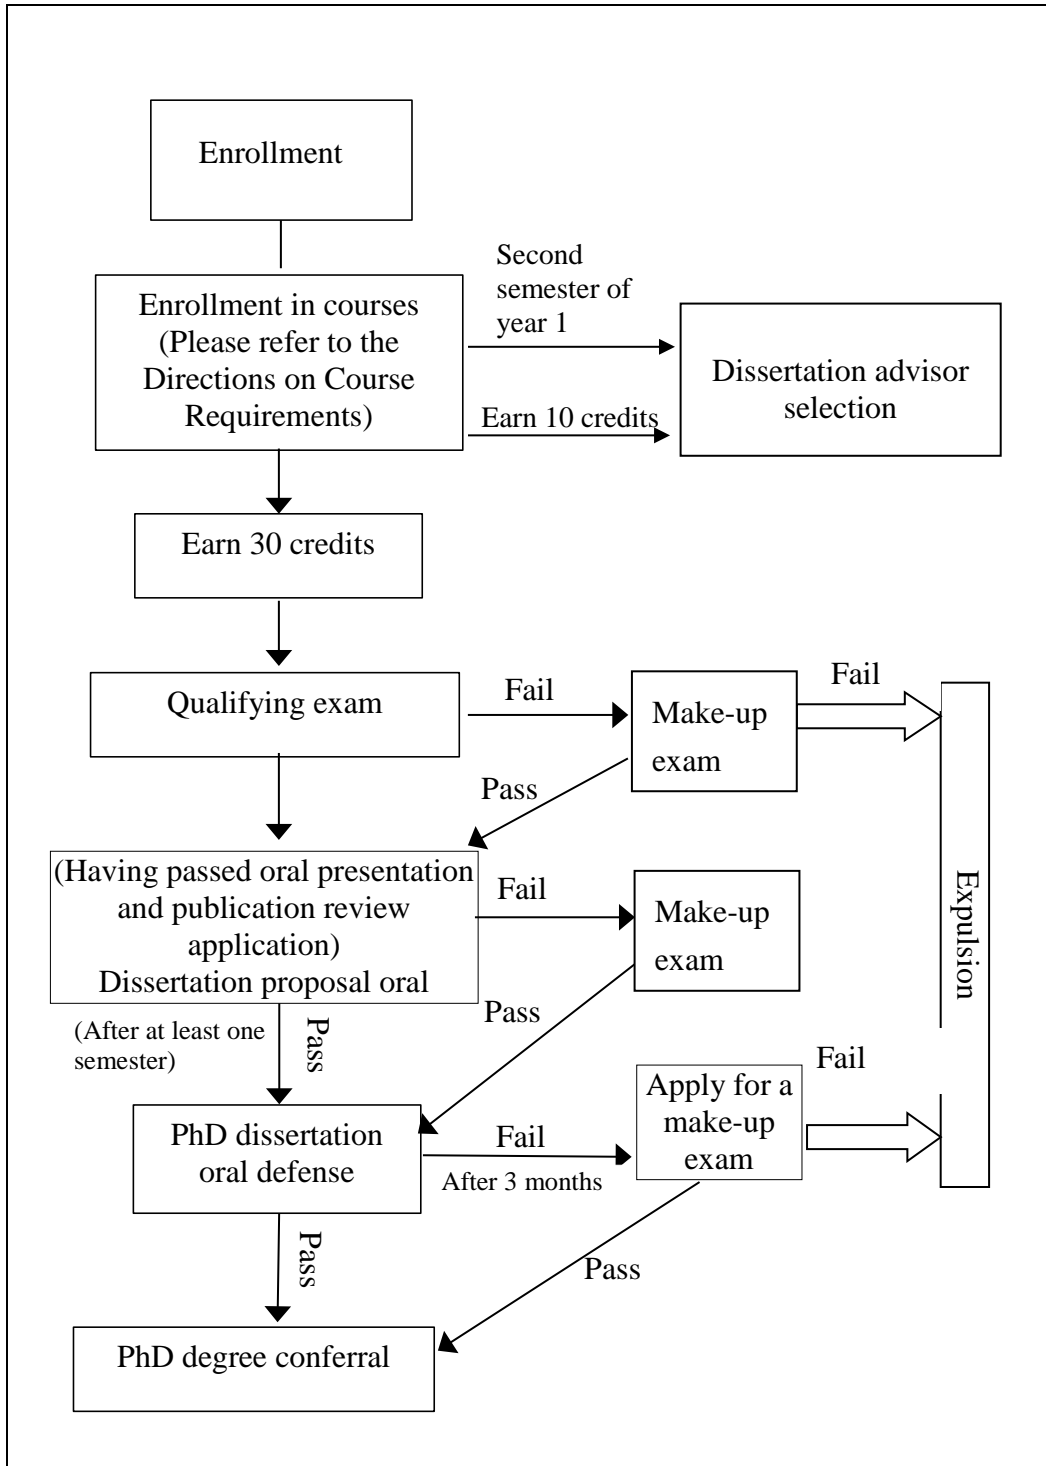 Enrollment
Second
semester of
year 1
Enrollment in courses
(Please refer to the
Directions on Course
Requirements)
Dissertation advisor
selection
Earn 10 credits
Earn 30 credits
Qualifying exam
Fail
Make-up
exam
Fail
Pass
(Having passed oral presentation
and publication review
application)
Dissertation proposal oral
Fail
Make-up
exam
Expulsion
Pass
(After at least one
semester)
Pass
PhD dissertation
oral defense
Fail
After 3 months
Apply for a
make-up
exam
Fail
Pass
Pass
PhD degree conferral